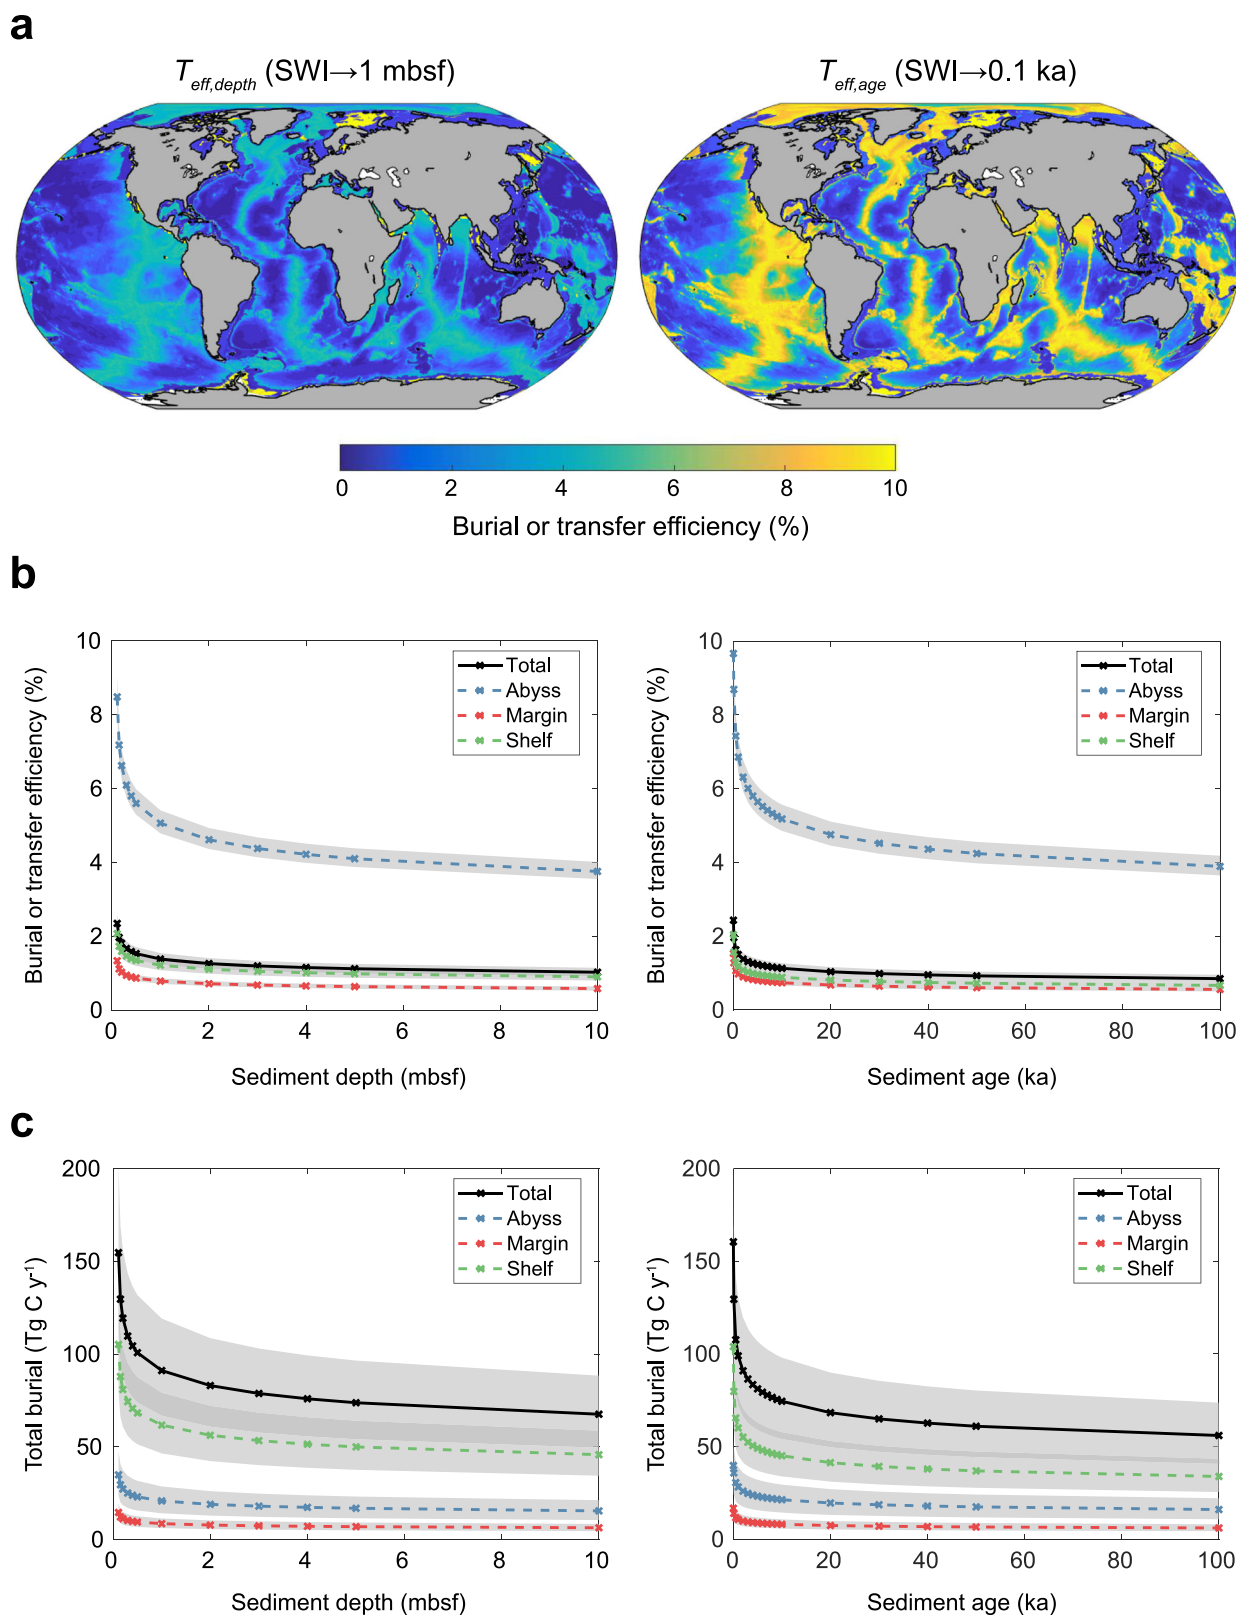 a
T eff,depth (SWI→1 mbsf)
T eff,age (SWI→0.1 ka)
0 2 4 6 8 10
Burial or transfer efficiency (%)
b
Burial or transfer efficiency (%)
10
8
6
4
2
0
Total
Abyss
Margin
Shelf
0 2 4 6 8 10
Sediment depth (mbsf)
Burial or transfer efficiency (%)
10
8
6
4
2
0
Total
Abyss
Margin
Shelf
0 20 40 60 80 100
Sediment age (ka)
c
Total burial (Tg C y⁻¹)
200
150
100
50
0
Total
Abyss
Margin
Shelf
0 2 4 6 8 10
Sediment depth (mbsf)
Total burial (Tg C y⁻¹)
200
150
100
50
0
Total
Abyss
Margin
Shelf
0 20 40 60 80 100
Sediment age (ka)